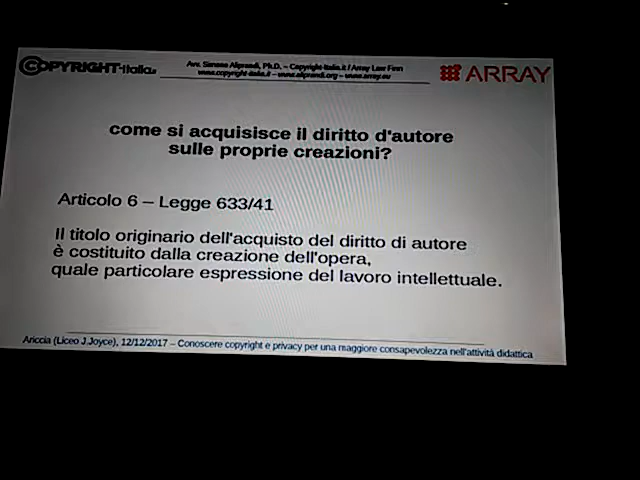 COPYRIGHT-Italia.it
Avv. Simone Aliprandi, Ph.D. – Copyright-Italia.it / Array Law Firm
www.copyright-italia.it – www.aliprandi.org – www.array.eu
ARRAY
come si acquisisce il diritto d'autore
sulle proprie creazioni?
Articolo 6 – Legge 633/41
Il titolo originario dell'acquisto del diritto di autore
è costituito dalla creazione dell'opera,
quale particolare espressione del lavoro intellettuale.
Ariccia (Liceo J.Joyce), 12/12/2017 – Conoscere copyright e privacy per una maggiore consapevolezza nell'attività didattica